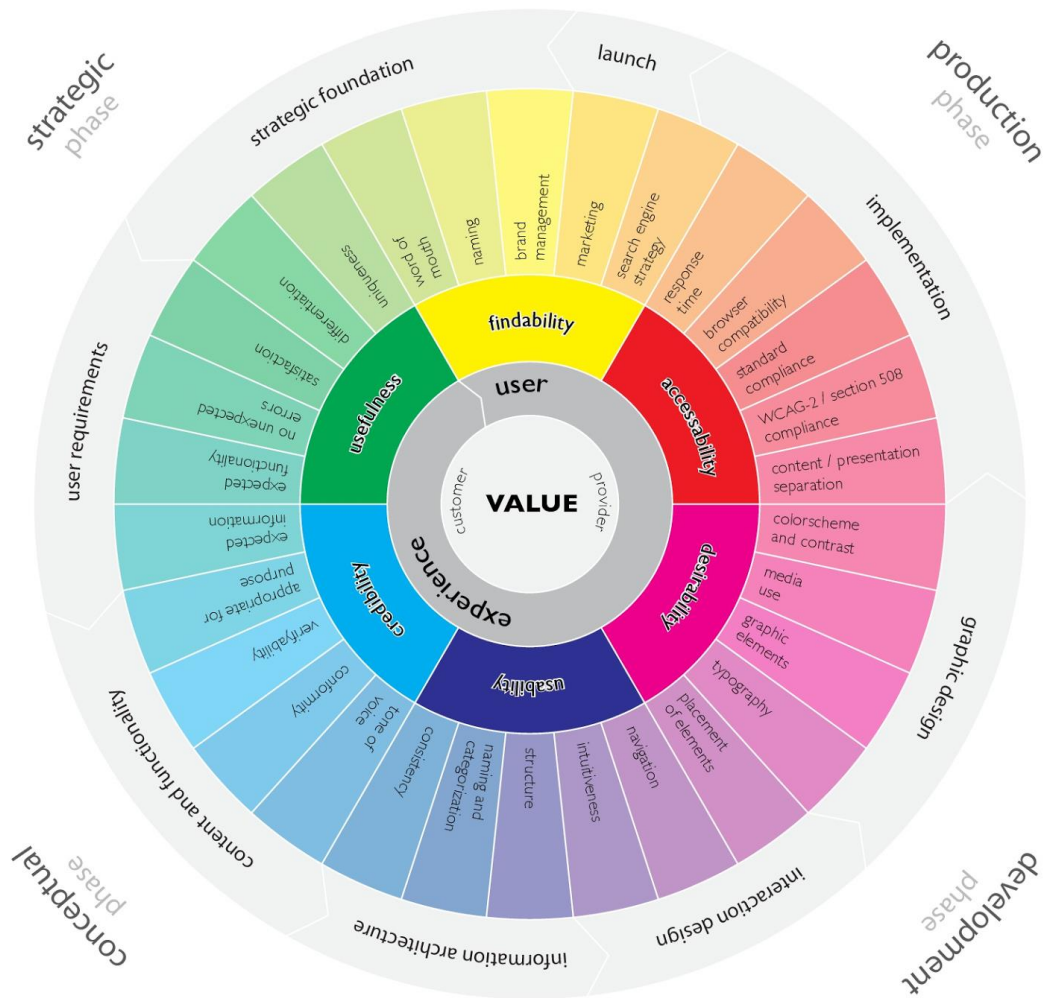 strategic
phase
production
phase
development
phase
conceptual
phase
strategic foundation
launch
implementation
graphic design
interaction design
information architecture
content and functionality
user requirements
findability
accessability
desirability
usability
credibility
usefulness
user
experience
customer
VALUE
provider
word of
mouth
naming
brand
management
marketing
search engine
strategy
response
time
browser
compatibility
standard
compliance
WCAG-2 / section 508
compliance
content / presentation
separation
colorscheme
and contrast
media
use
graphic
elements
typography
placement
of elements
navigation
intuitiveness
structure
naming and
categorization
consistency
tone of
voice
conformity
verifyability
appropriate for
purpose
expected
information
expected
functionality
no unexpected
errors
satisfaction
differentiation
uniqueness